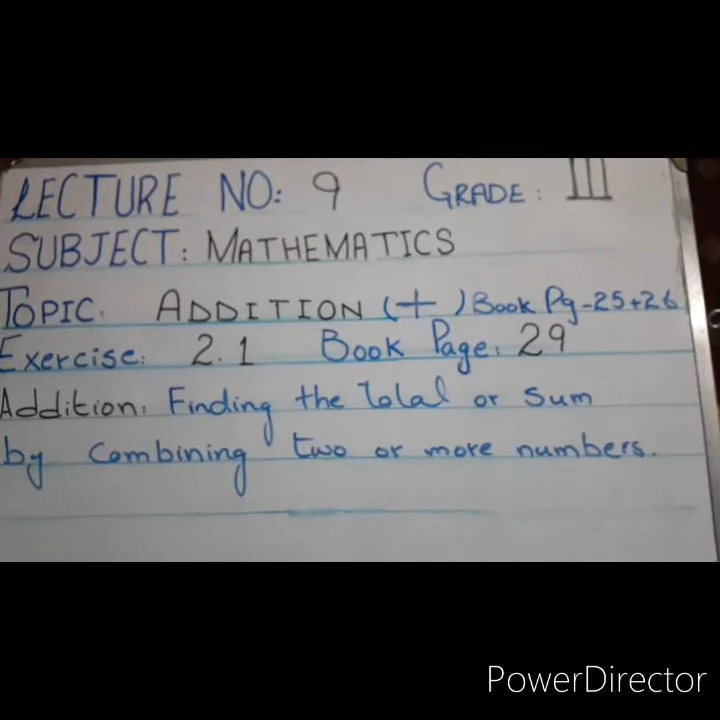 LECTURE NO: 9 GRADE: III
SUBJECT: MATHEMATICS
TOPIC: ADDITION (+) Book Pg-25+26
Exercise: 2.1 Book Page: 29
Addition: Finding the Total or Sum
by Combining two or more numbers.
PowerDirector